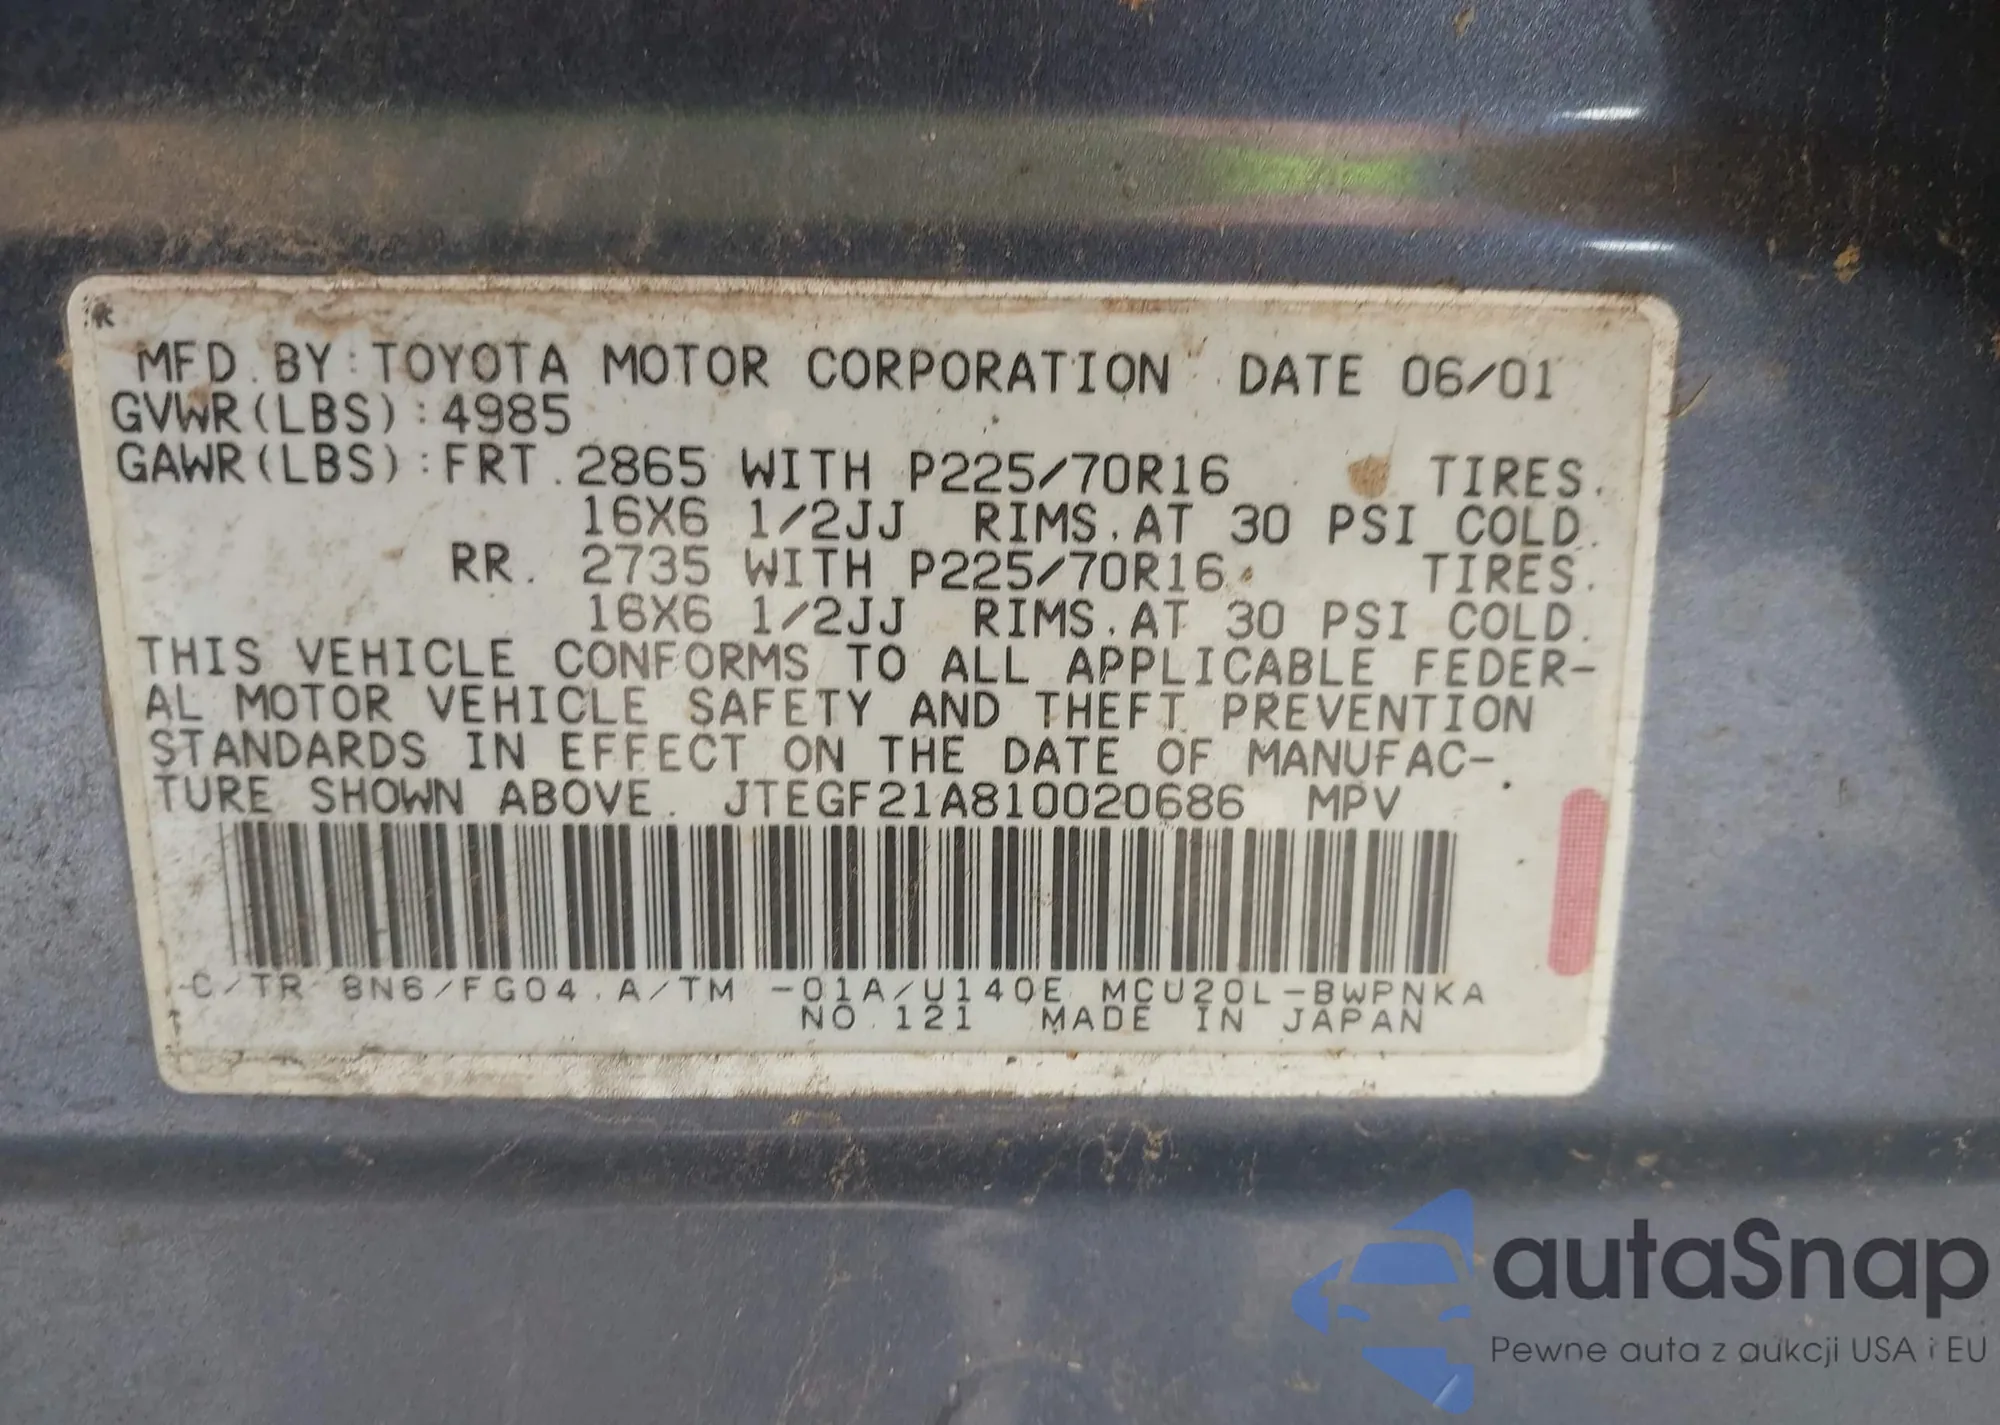 MFD.BY:TOYOTA MOTOR CORPORATION DATE 06/01
GVWR(LBS):4985
GAWR(LBS):FRT.2865 WITH P225/70R16 TIRES.
16X6 1/2JJ RIMS.AT 30 PSI COLD.
RR. 2735 WITH P225/70R16 TIRES.
16X6 1/2JJ RIMS.AT 30 PSI COLD.
THIS VEHICLE CONFORMS TO ALL APPLICABLE FEDER-
AL MOTOR VEHICLE SAFETY AND THEFT PREVENTION
STANDARDS IN EFFECT ON THE DATE OF MANUFAC-
TURE SHOWN ABOVE. JTEGF21A810020686 MPV
C/TR 8N6/FG04.A/TM -01A/U140E MCU20L-BWPNKA
NO.121 MADE IN JAPAN
autaSnap
Pewne auta z aukcji USA i EU